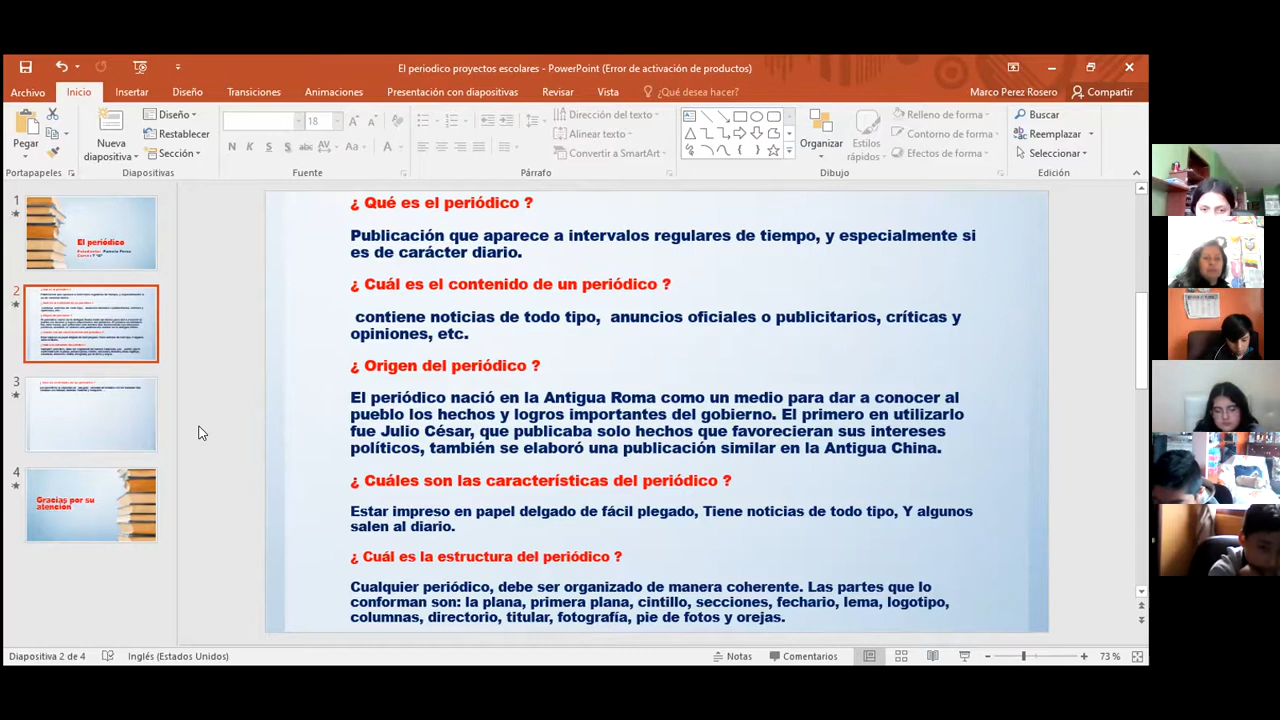 El periodico proyectos escolares - PowerPoint (Error de activación de productos)
Archivo Inicio Insertar Diseño Transiciones Animaciones Presentación con diapositivas Revisar Vista ¿Qué desea hacer? Marco Perez Rosero Compartir
Pegar
Nueva diapositiva
Diseño
Restablecer
Sección
18
N K S S abc AV Aa A
Dirección del texto
Alinear texto
Convertir a SmartArt
Organizar
Estilos rápidos
Relleno de forma
Contorno de forma
Efectos de forma
Buscar
Reemplazar
Seleccionar
Portapapeles Diapositivas Fuente Párrafo Dibujo Edición
1
El periódico
2
3
4
Gracias por su
atención
¿ Qué es el periódico ?
Publicación que aparece a intervalos regulares de tiempo, y especialmente si
es de carácter diario.
¿ Cuál es el contenido de un periódico ?
contiene noticias de todo tipo, anuncios oficiales o publicitarios, críticas y
opiniones, etc.
¿ Origen del periódico ?
El periódico nació en la Antigua Roma como un medio para dar a conocer al
pueblo los hechos y logros importantes del gobierno. El primero en utilizarlo
fue Julio César, que publicaba solo hechos que favorecieran sus intereses
políticos, también se elaboró una publicación similar en la Antigua China.
¿ Cuáles son las características del periódico ?
Estar impreso en papel delgado de fácil plegado, Tiene noticias de todo tipo, Y algunos
salen al diario.
¿ Cuál es la estructura del periódico ?
Cualquier periódico, debe ser organizado de manera coherente. Las partes que lo
conforman son: la plana, primera plana, cintillo, secciones, fechario, lema, logotipo,
columnas, directorio, titular, fotografía, pie de fotos y orejas.
Diapositiva 2 de 4 Inglés (Estados Unidos) Notas Comentarios 73 %